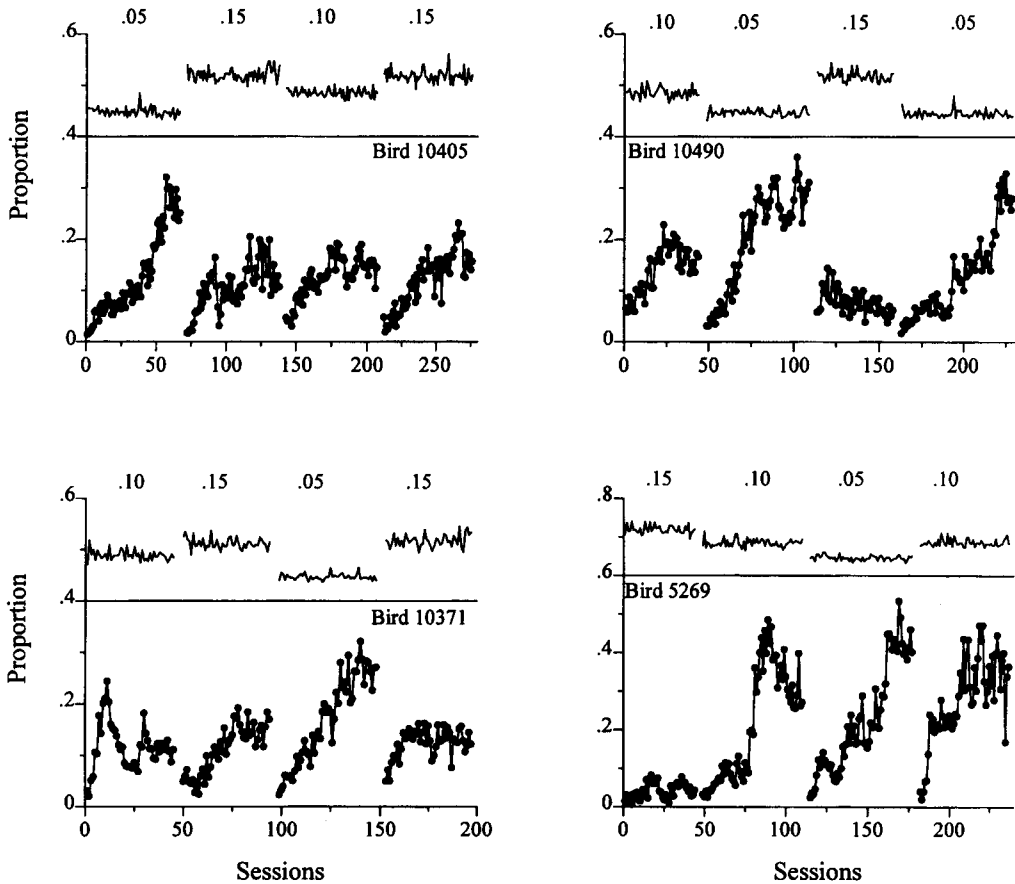 .05 .15 .10 .15
.6
.4
.2
0
Proportion
Bird 10405
0 50 100 150 200 250
.10 .05 .15 .05
.6
.4
.2
0
Bird 10490
0 50 100 150 200
.10 .15 .05 .15
.6
.4
.2
0
Proportion
Bird 10371
0 50 100 150 200
Sessions
.15 .10 .05 .10
.8
.6
.4
.2
0
Bird 5269
0 50 100 150 200
Sessions